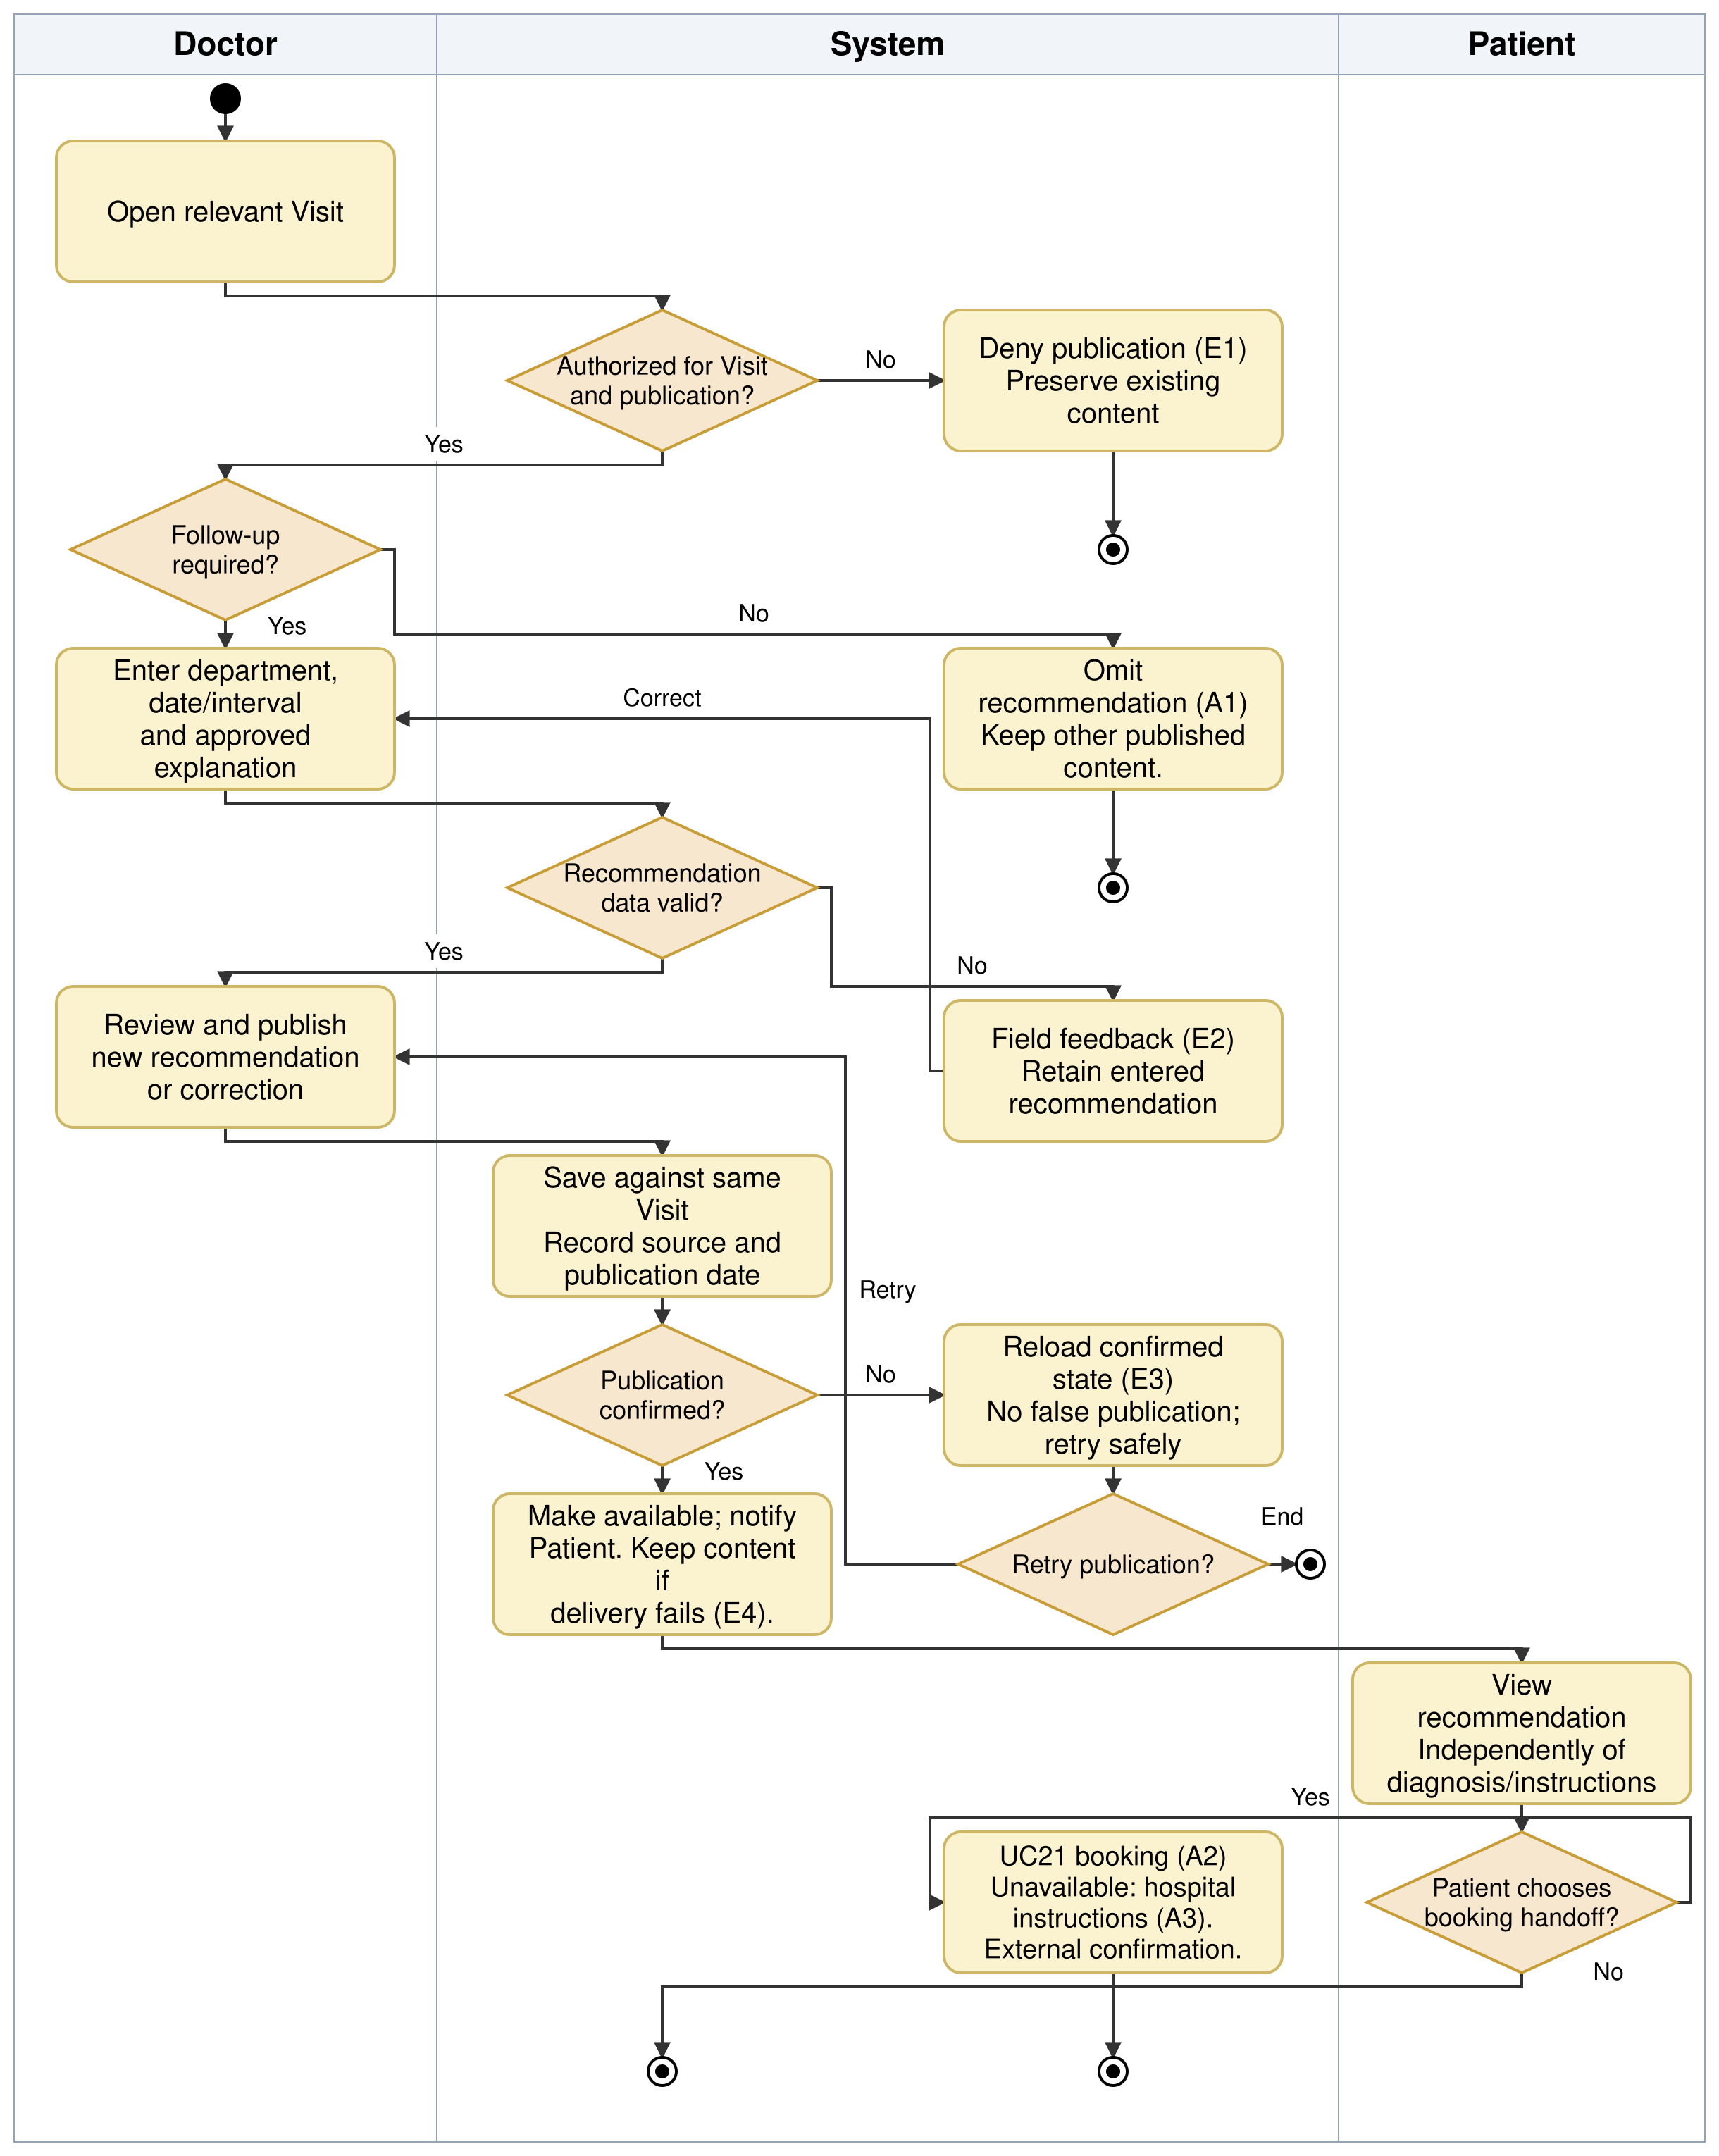 Doctor
System
Patient
Open relevant Visit
Authorized for Visit
and publication?
No
Deny publication (E1)
Preserve existing
content
Yes
Follow-up
required?
No
Yes
Enter department,
date/interval
and approved
explanation
Correct
Omit
recommendation (A1)
Keep other published
content.
Recommendation
data valid?
Yes
No
Review and publish
new recommendation
or correction
Field feedback (E2)
Retain entered
recommendation
Save against same
Visit
Record source and
publication date
Retry
Publication
confirmed?
No
Reload confirmed
state (E3)
No false publication;
retry safely
Yes
Make available; notify
Patient. Keep content
if
delivery fails (E4).
Retry publication?
End
View
recommendation
Independently of
diagnosis/instructions
Yes
UC21 booking (A2)
Unavailable: hospital
instructions (A3).
External confirmation.
Patient chooses
booking handoff?
No